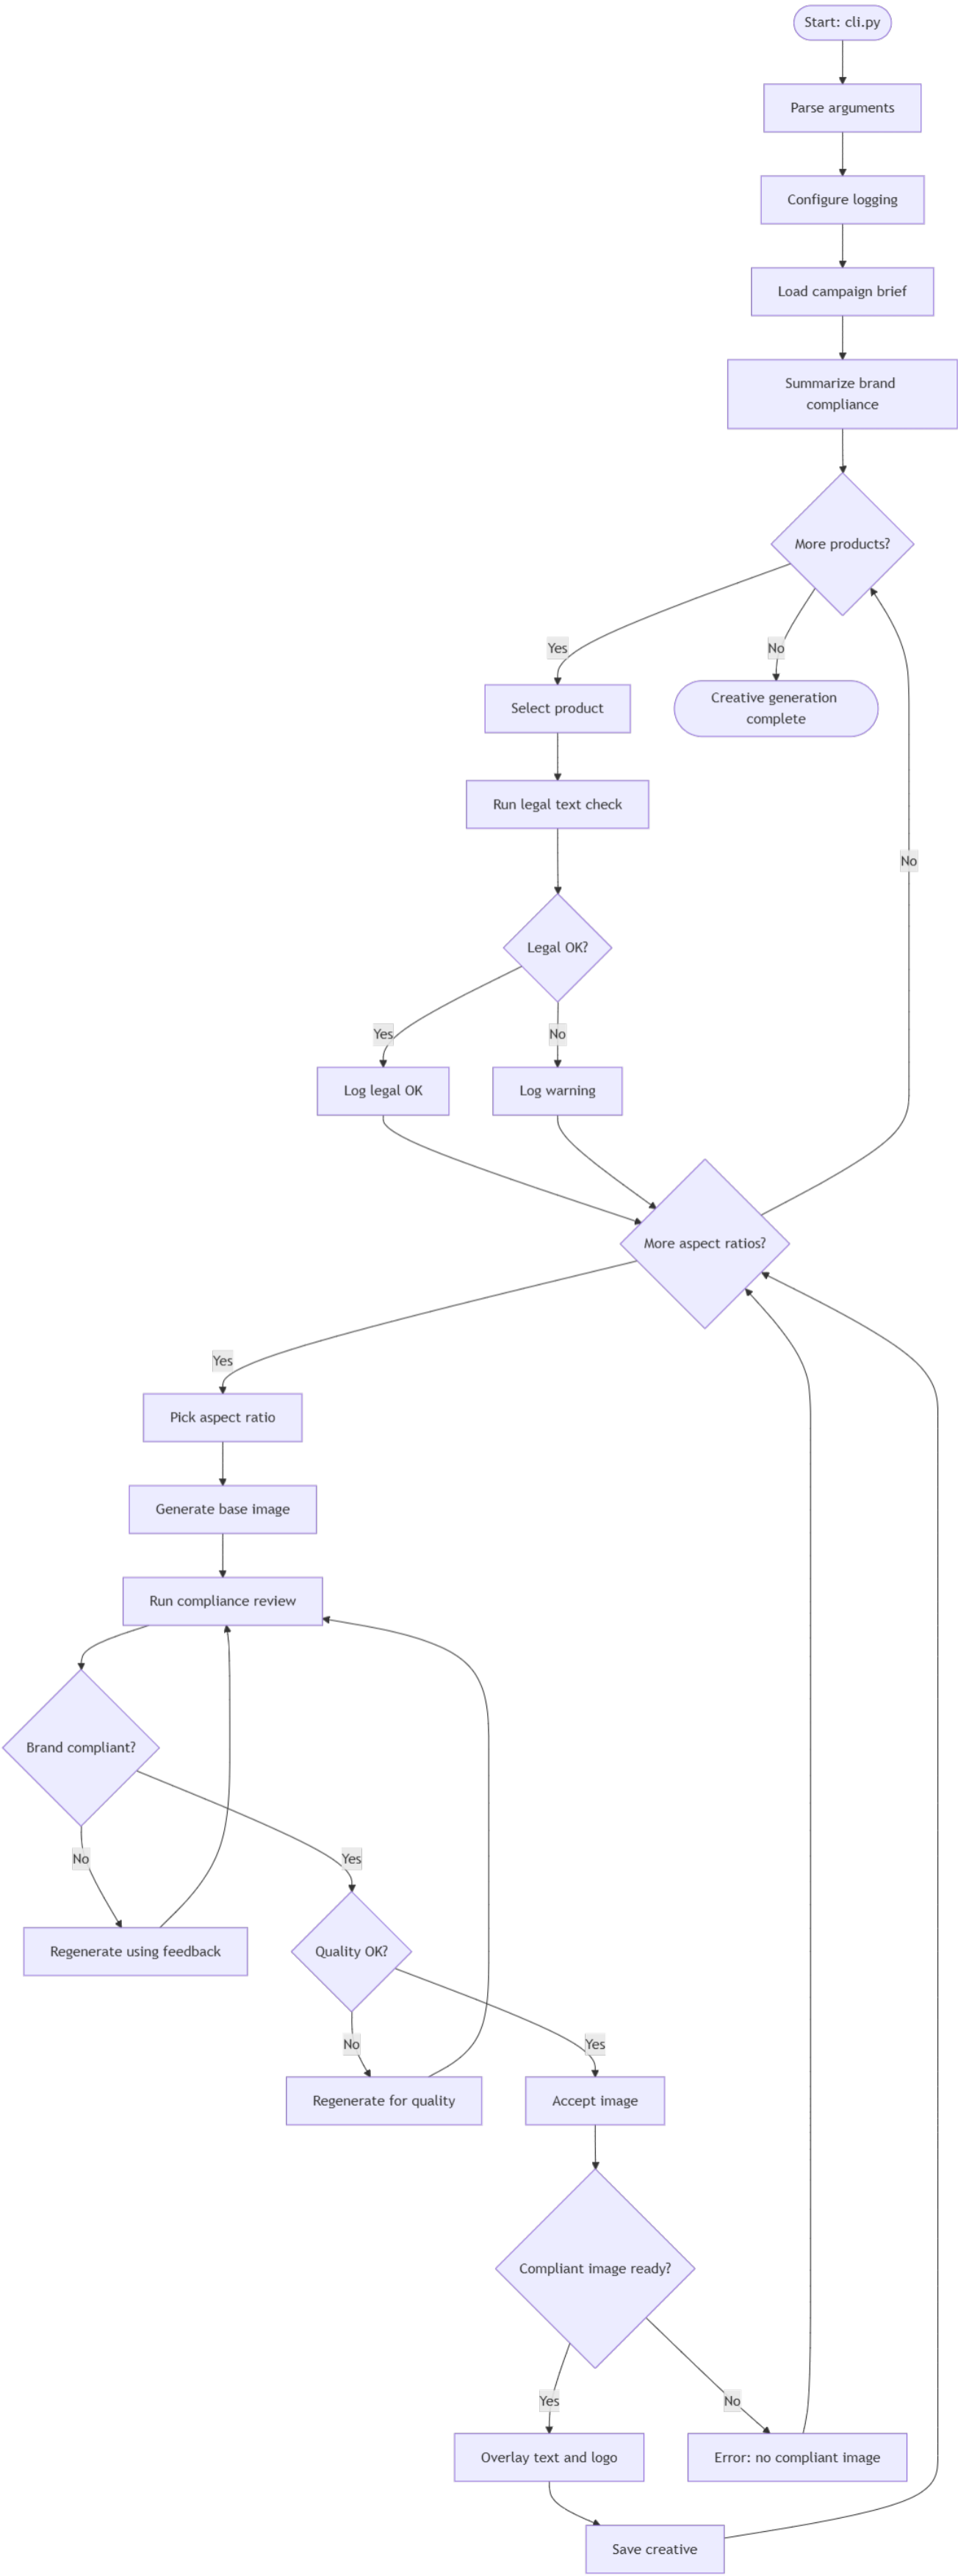 Start: cli.py
Parse arguments
Configure logging
Load campaign brief
Summarize brand
compliance
More products?
Yes
No
Select product
Creative generation
complete
Run legal text check
No
Legal OK?
Yes
No
Log legal OK
Log warning
More aspect ratios?
Yes
Pick aspect ratio
Generate base image
Run compliance review
Brand compliant?
No
Yes
Regenerate using feedback
Quality OK?
No
Yes
Regenerate for quality
Accept image
Compliant image ready?
Yes
No
Overlay text and logo
Error: no compliant image
Save creative